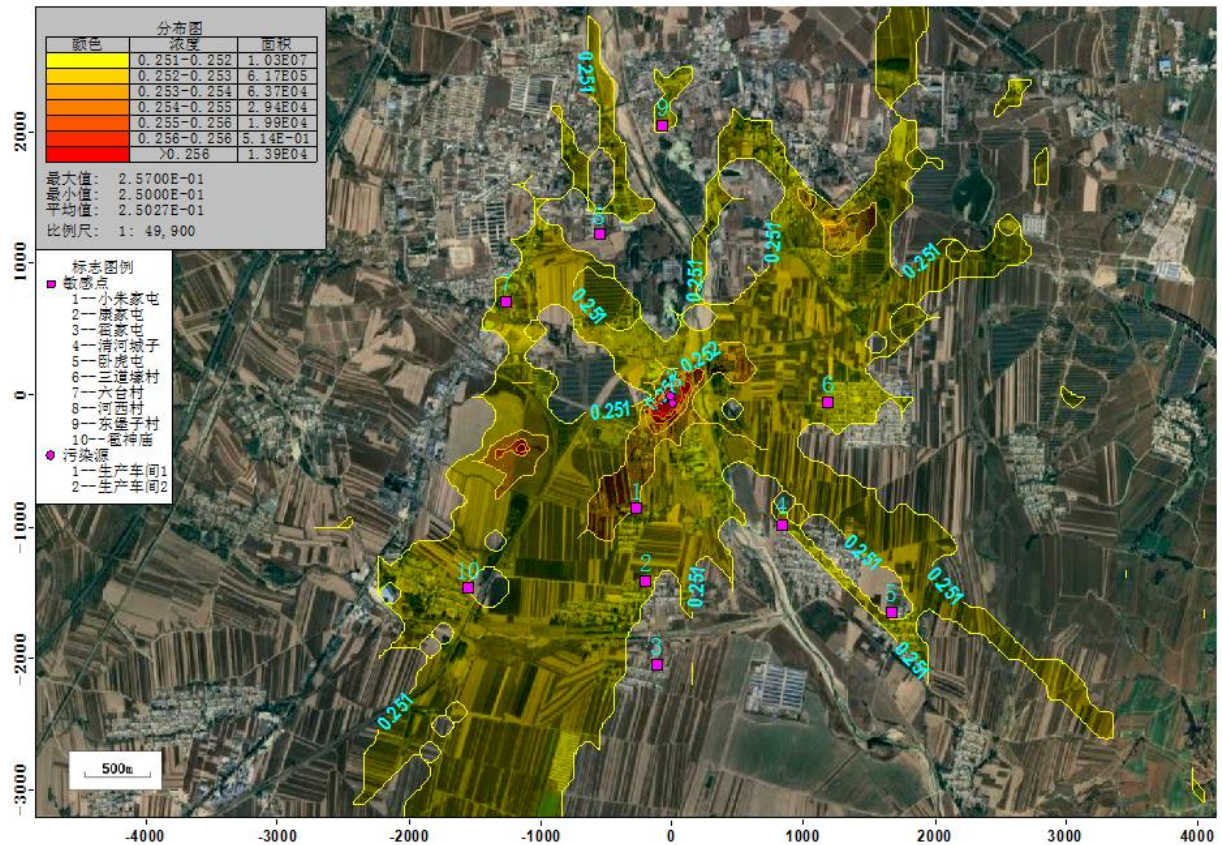 分布图
颜色 浓度 面积
0.251-0.252 1.03E07
0.252-0.253 6.17E05
0.253-0.254 6.37E04
0.254-0.255 2.94E04
0.255-0.256 1.99E04
0.256-0.256 5.14E-01
>0.256 1.39E04
最大值: 2.5700E-01
最小值: 2.5000E-01
平均值: 2.5027E-01
比例尺: 1: 49,900
标志图例
敏感点
1--小朱家屯
2--康家屯
3--程家屯
4--清河城子
5--卧虎屯
6--三道壕村
7--六台村
8--河西村
9--东堡子村
10--雹神庙
污染源
1--生产车间1
2--生产车间2
500m
0.251
9
8
0.251
0.251
0.251
7
0.251
0.252
0.251
6
1
4
0.251
10
2
0.251
0.251
5
3
0.251
0.251
2000
1000
0
-1000
-2000
-3000
-4000 -3000 -2000 -1000 0 1000 2000 3000 4000